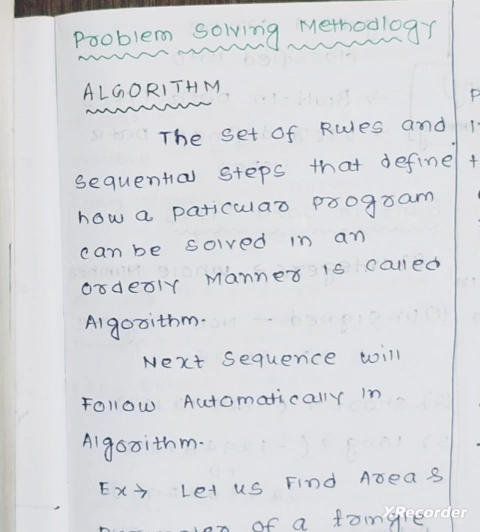 Problem Solving Methodlogy
ALGORITHM
The set of Rules and
sequential steps that define
how a paticular program
can be solved in an
orderly Manner is called
Algorithm.
Next Sequence will
Follow Automatically in
Algorithm.
Ex→ Let us Find Area &
of a tringle
XRecorder